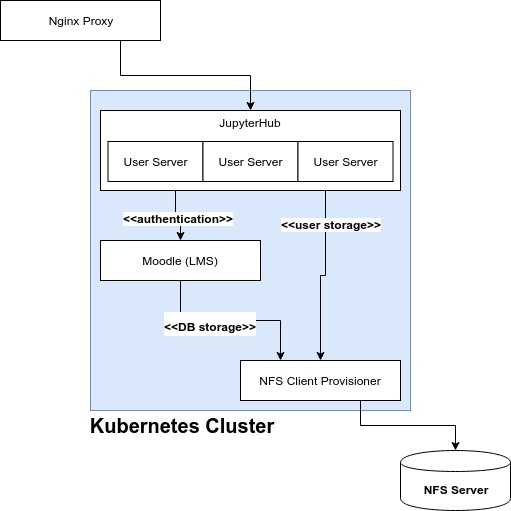 Nginx Proxy
JupyterHub
User Server
User Server
User Server
<<authentication>>
<<user storage>>
Moodle (LMS)
<<DB storage>>
NFS Client Provisioner
Kubernetes Cluster
NFS Server